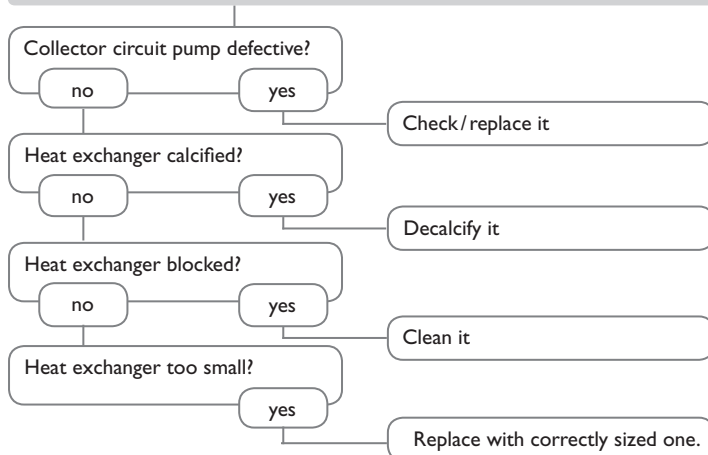 Collector circuit pump defective?
no
yes
Check / replace it
Heat exchanger calcified?
no
yes
Decalcify it
Heat exchanger blocked?
no
yes
Clean it
Heat exchanger too small?
yes
Replace with correctly sized one.